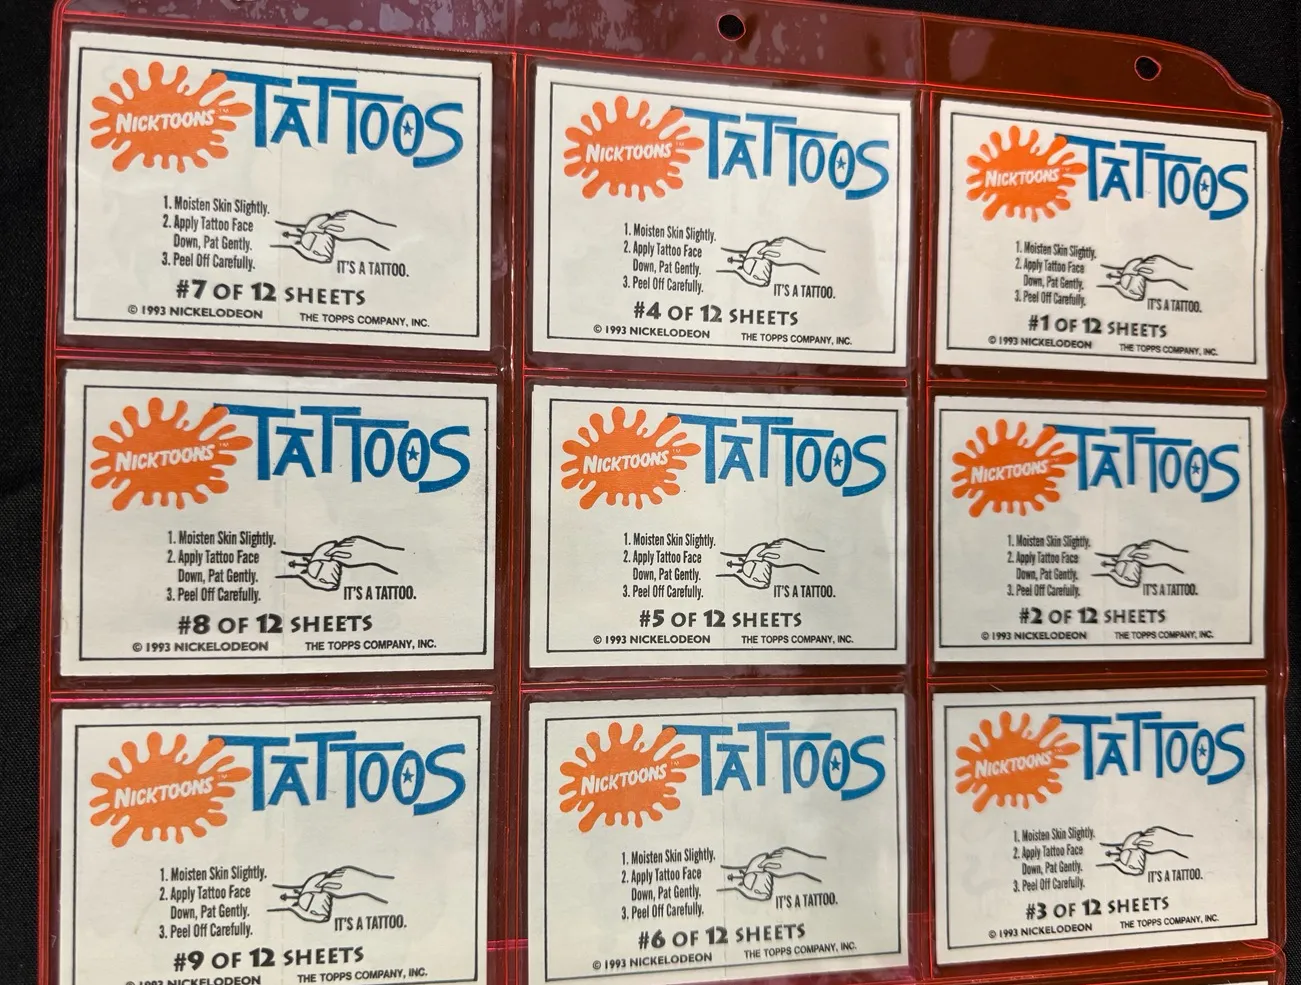 NICKTOONS™ TATTOOS
1. Moisten Skin Slightly.
2. Apply Tattoo Face
Down, Pat Gently.
3. Peel Off Carefully.
IT'S A TATTOO.
#7 OF 12 SHEETS
© 1993 NICKELODEON THE TOPPS COMPANY, INC.
NICKTOONS™ TATTOOS
1. Moisten Skin Slightly.
2. Apply Tattoo Face
Down, Pat Gently.
3. Peel Off Carefully.
IT'S A TATTOO.
#4 OF 12 SHEETS
© 1993 NICKELODEON THE TOPPS COMPANY, INC.
NICKTOONS™ TATTOOS
1. Moisten Skin Slightly.
2. Apply Tattoo Face
Down, Pat Gently.
3. Peel Off Carefully.
IT'S A TATTOO.
#1 OF 12 SHEETS
© 1993 NICKELODEON THE TOPPS COMPANY, INC.
NICKTOONS™ TATTOOS
1. Moisten Skin Slightly.
2. Apply Tattoo Face
Down, Pat Gently.
3. Peel Off Carefully.
IT'S A TATTOO.
#8 OF 12 SHEETS
© 1993 NICKELODEON THE TOPPS COMPANY, INC.
NICKTOONS™ TATTOOS
1. Moisten Skin Slightly.
2. Apply Tattoo Face
Down, Pat Gently.
3. Peel Off Carefully.
IT'S A TATTOO.
#5 OF 12 SHEETS
© 1993 NICKELODEON THE TOPPS COMPANY, INC.
NICKTOONS™ TATTOOS
1. Moisten Skin Slightly.
2. Apply Tattoo Face
Down, Pat Gently.
3. Peel Off Carefully.
IT'S A TATTOO.
#2 OF 12 SHEETS
© 1993 NICKELODEON THE TOPPS COMPANY, INC.
NICKTOONS™ TATTOOS
1. Moisten Skin Slightly.
2. Apply Tattoo Face
Down, Pat Gently.
3. Peel Off Carefully.
IT'S A TATTOO.
#9 OF 12 SHEETS
© 1993 NICKELODEON THE TOPPS COMPANY, INC.
NICKTOONS™ TATTOOS
1. Moisten Skin Slightly.
2. Apply Tattoo Face
Down, Pat Gently.
3. Peel Off Carefully.
IT'S A TATTOO.
#6 OF 12 SHEETS
© 1993 NICKELODEON THE TOPPS COMPANY, INC.
NICKTOONS™ TATTOOS
1. Moisten Skin Slightly.
2. Apply Tattoo Face
Down, Pat Gently.
3. Peel Off Carefully.
IT'S A TATTOO.
#3 OF 12 SHEETS
© 1993 NICKELODEON THE TOPPS COMPANY, INC.